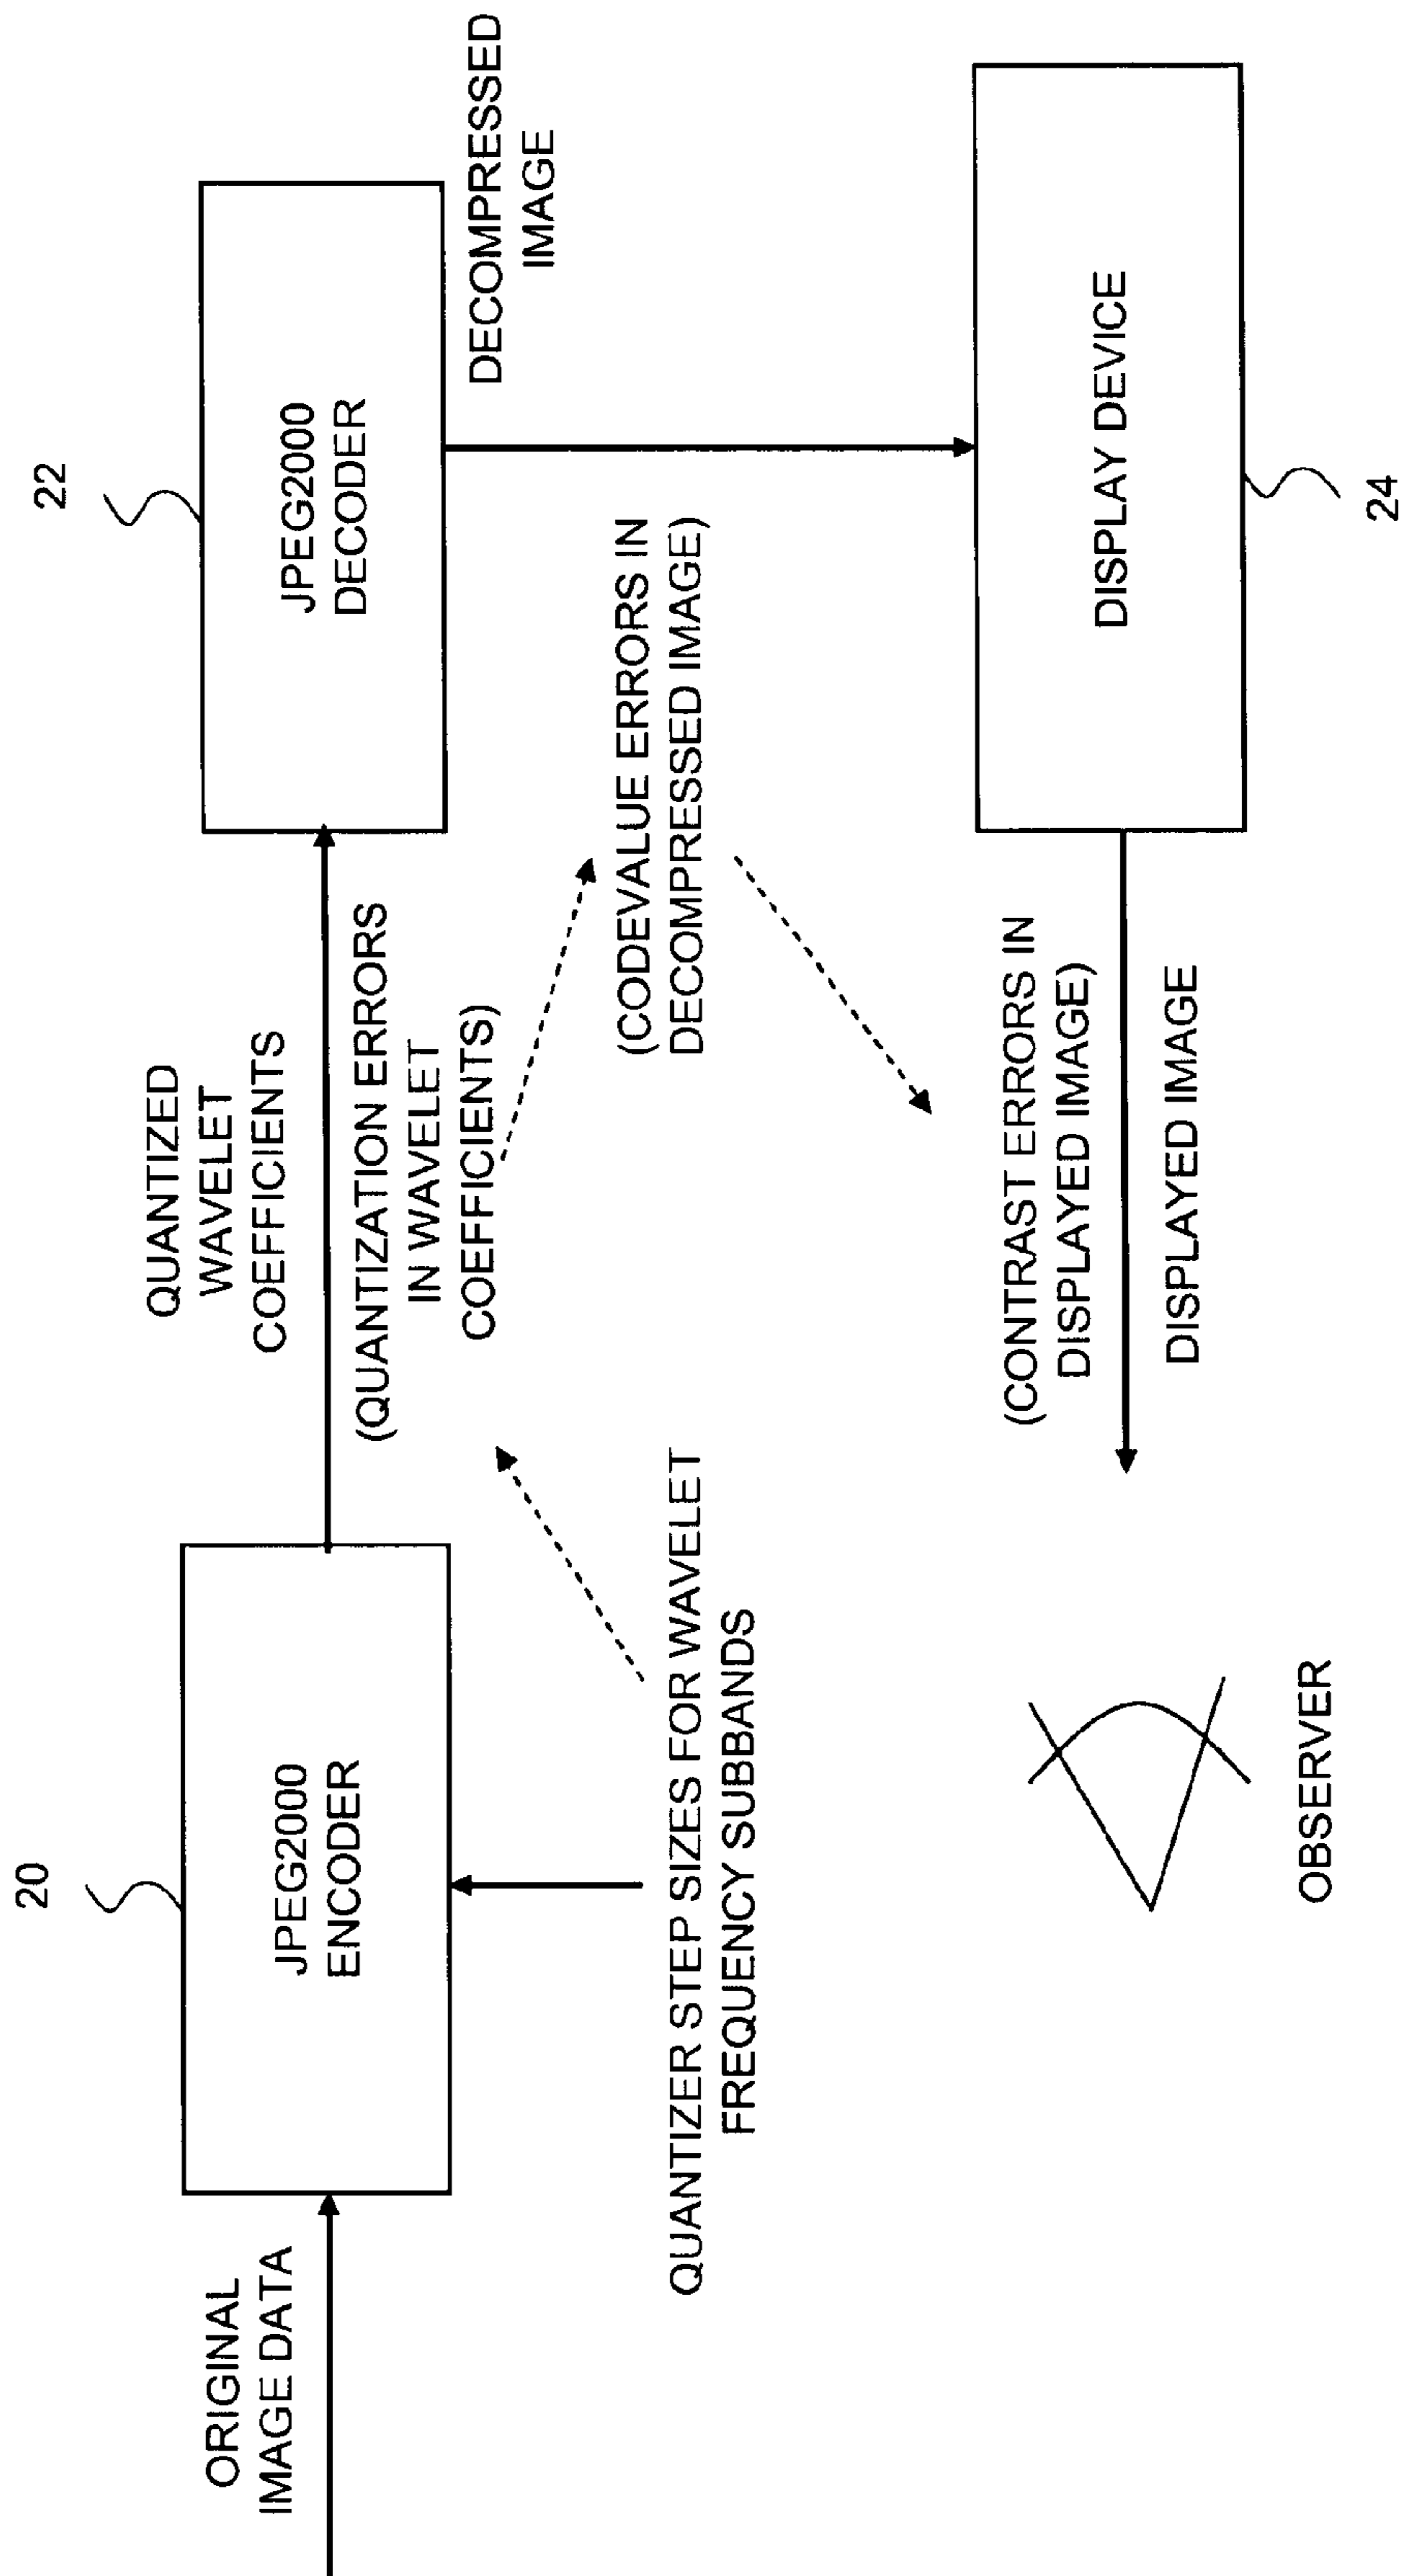 ORIGINAL
IMAGE DATA
20
JPEG2000
ENCODER
QUANTIZER STEP SIZES FOR WAVELET
FREQUENCY SUBBANDS
QUANTIZED
WAVELET
COEFFICIENTS
(QUANTIZATION ERRORS
IN WAVELET
COEFFICIENTS)
22
JPEG2000
DECODER
DECOMPRESSED
IMAGE
(CODEVALUE ERRORS IN
DECOMPRESSED IMAGE)
DISPLAY DEVICE
24
(CONTRAST ERRORS IN
DISPLAYED IMAGE)
DISPLAYED IMAGE
OBSERVER